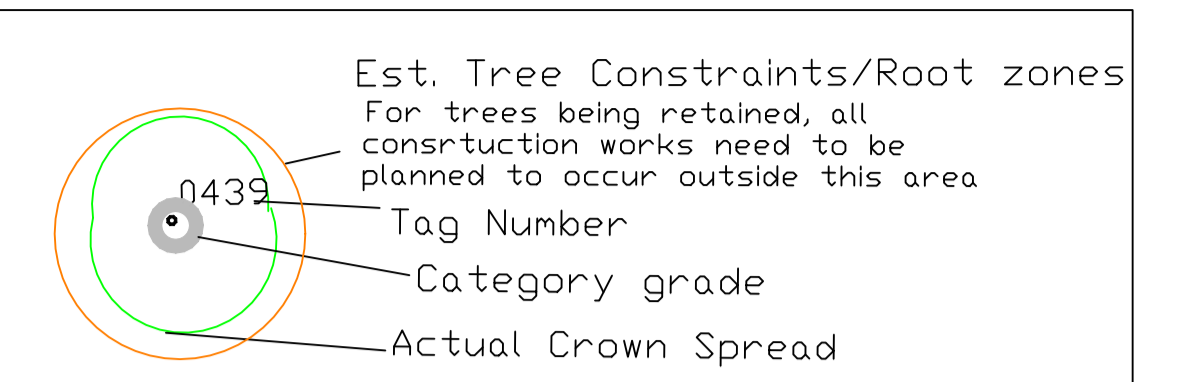 Est. Tree Constraints/Root zones
For trees being retained, all
consrtuction works need to be
planned to occur outside this area
0439
Tag Number
Category grade
Actual Crown Spread